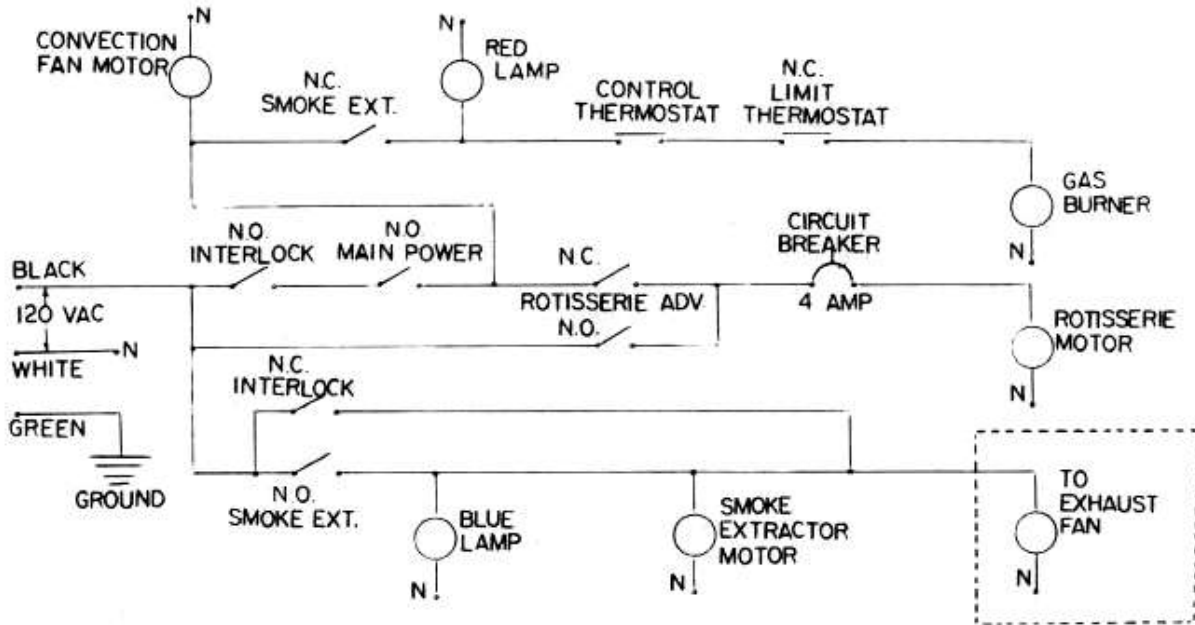 N
CONVECTION
FAN MOTOR
N
RED
LAMP
N.C.
SMOKE EXT.
CONTROL
THERMOSTAT
N.C.
LIMIT
THERMOSTAT
GAS
BURNER
N
N.O.
INTERLOCK
N.O.
MAIN POWER
N.C.
CIRCUIT
BREAKER
4 AMP
BLACK
120 VAC
WHITE
N
GREEN
GROUND
ROTISSERIE ADV.
N.O.
ROTISSERIE
MOTOR
N
N.C.
INTERLOCK
N.O.
SMOKE EXT.
BLUE
LAMP
N
SMOKE
EXTRACTOR
MOTOR
N
TO
EXHAUST
FAN
N